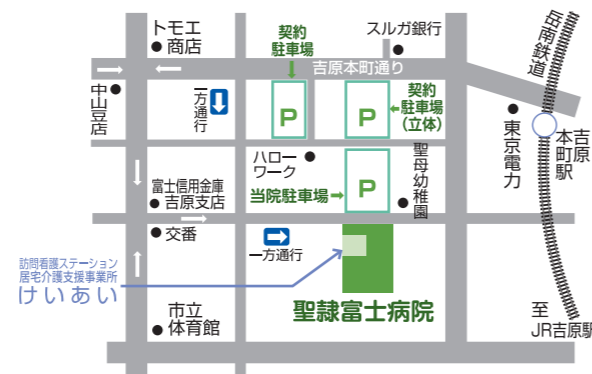 トモエ
商店
契約
駐車場
スルガ銀行
岳南鉄道
吉原本町通り
中山豆店
一方通行
P
P
契約
駐車場
(立体)
東京電力
吉原
本町駅
ハロー
ワーク
聖母幼稚園
富士信用金庫
吉原支店
当院駐車場
P
交番
一方通行
訪問看護ステーション
居宅介護支援事業所
けいあい
聖隷富士病院
市立
体育館
至
JR吉原駅